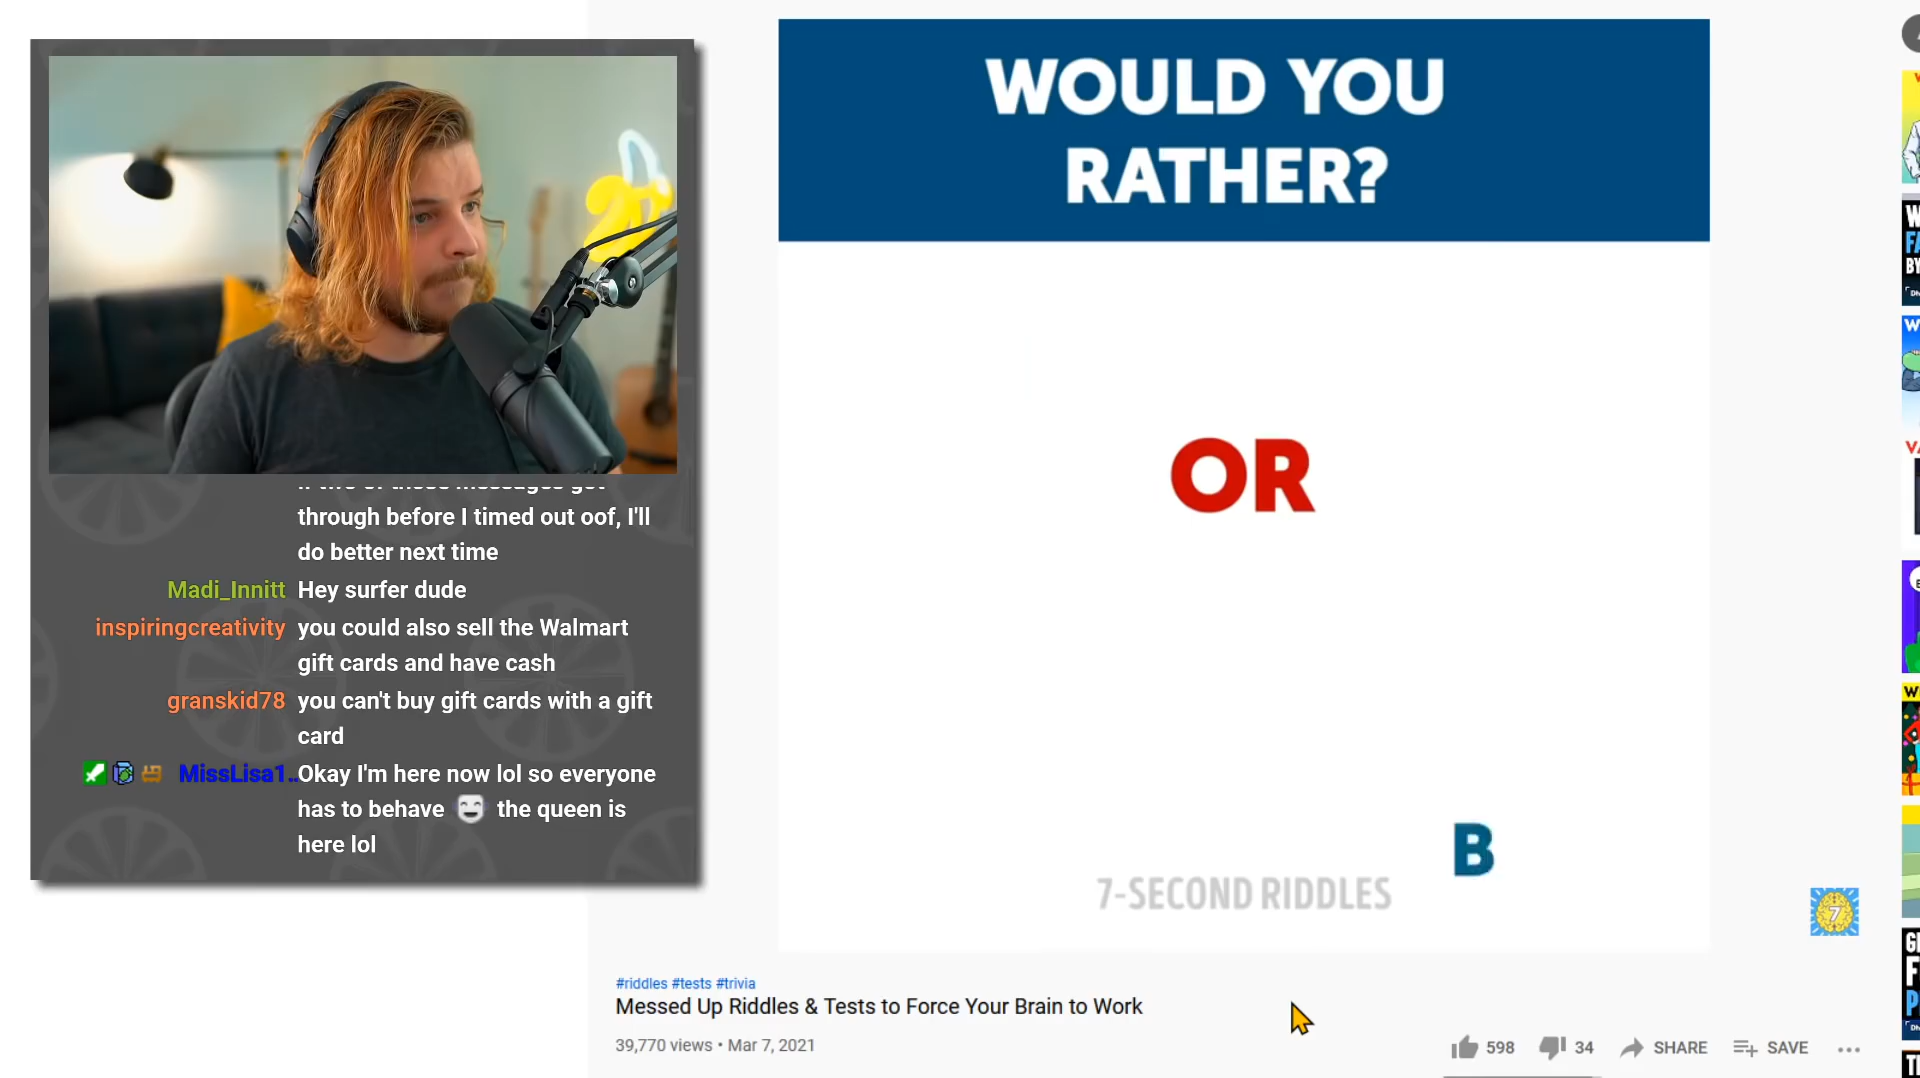 WOULD YOU
RATHER?
OR
B
7-SECOND RIDDLES
through before I timed out oof, I'll
do better next time
Madi_Innitt Hey surfer dude
inspiringcreativity you could also sell the Walmart
gift cards and have cash
granskid78 you can't buy gift cards with a gift
card
MissLisa1.. Okay I'm here now lol so everyone
has to behave the queen is
here lol
7
#riddles #tests #trivia
Messed Up Riddles & Tests to Force Your Brain to Work
39,770 views • Mar 7, 2021
598 34 SHARE SAVE